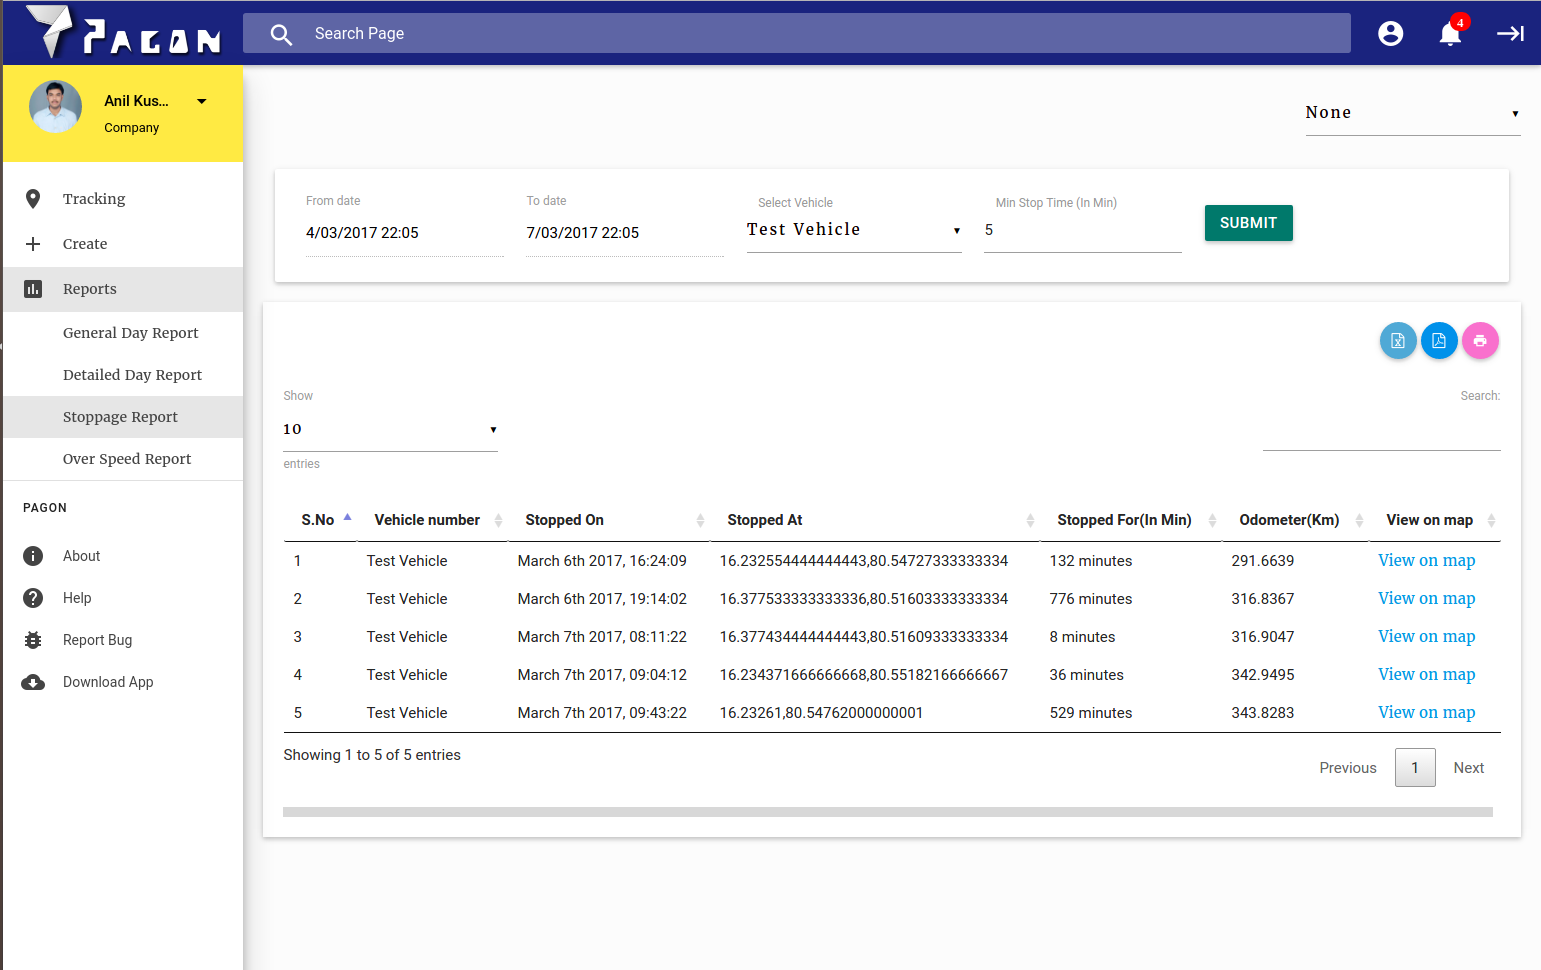 PAGON
Search Page
4
Anil Kus...
Company
None
Tracking
Create
Reports
General Day Report
Detailed Day Report
Stoppage Report
Over Speed Report
PAGON
About
Help
Report Bug
Download App
From date
To date
Select Vehicle
Min Stop Time (In Min)
4/03/2017 22:05
7/03/2017 22:05
Test Vehicle
5
SUBMIT
Show
10
entries
Search:
S.No Vehicle number Stopped On Stopped At Stopped For(In Min) Odometer(Km) View on map
1 Test Vehicle March 6th 2017, 16:24:09 16.232554444444443,80.54727333333334 132 minutes 291.6639 View on map
2 Test Vehicle March 6th 2017, 19:14:02 16.377533333333336,80.51603333333334 776 minutes 316.8367 View on map
3 Test Vehicle March 7th 2017, 08:11:22 16.377434444444443,80.51609333333334 8 minutes 316.9047 View on map
4 Test Vehicle March 7th 2017, 09:04:12 16.234371666666668,80.55182166666667 36 minutes 342.9495 View on map
5 Test Vehicle March 7th 2017, 09:43:22 16.23261,80.54762000000001 529 minutes 343.8283 View on map
Showing 1 to 5 of 5 entries
Previous 1 Next